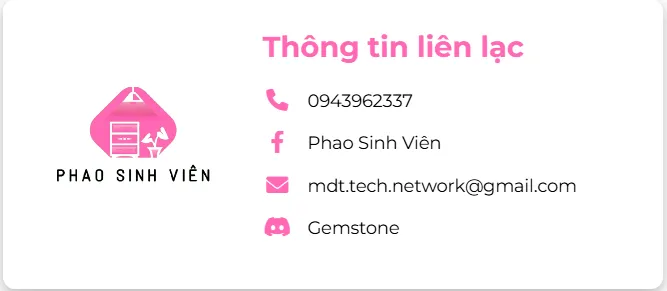 Thông tin liên lạc
0943962337
Phao Sinh Viên
mdt.tech.network@gmail.com
Gemstone
PHAO SINH VIÊN